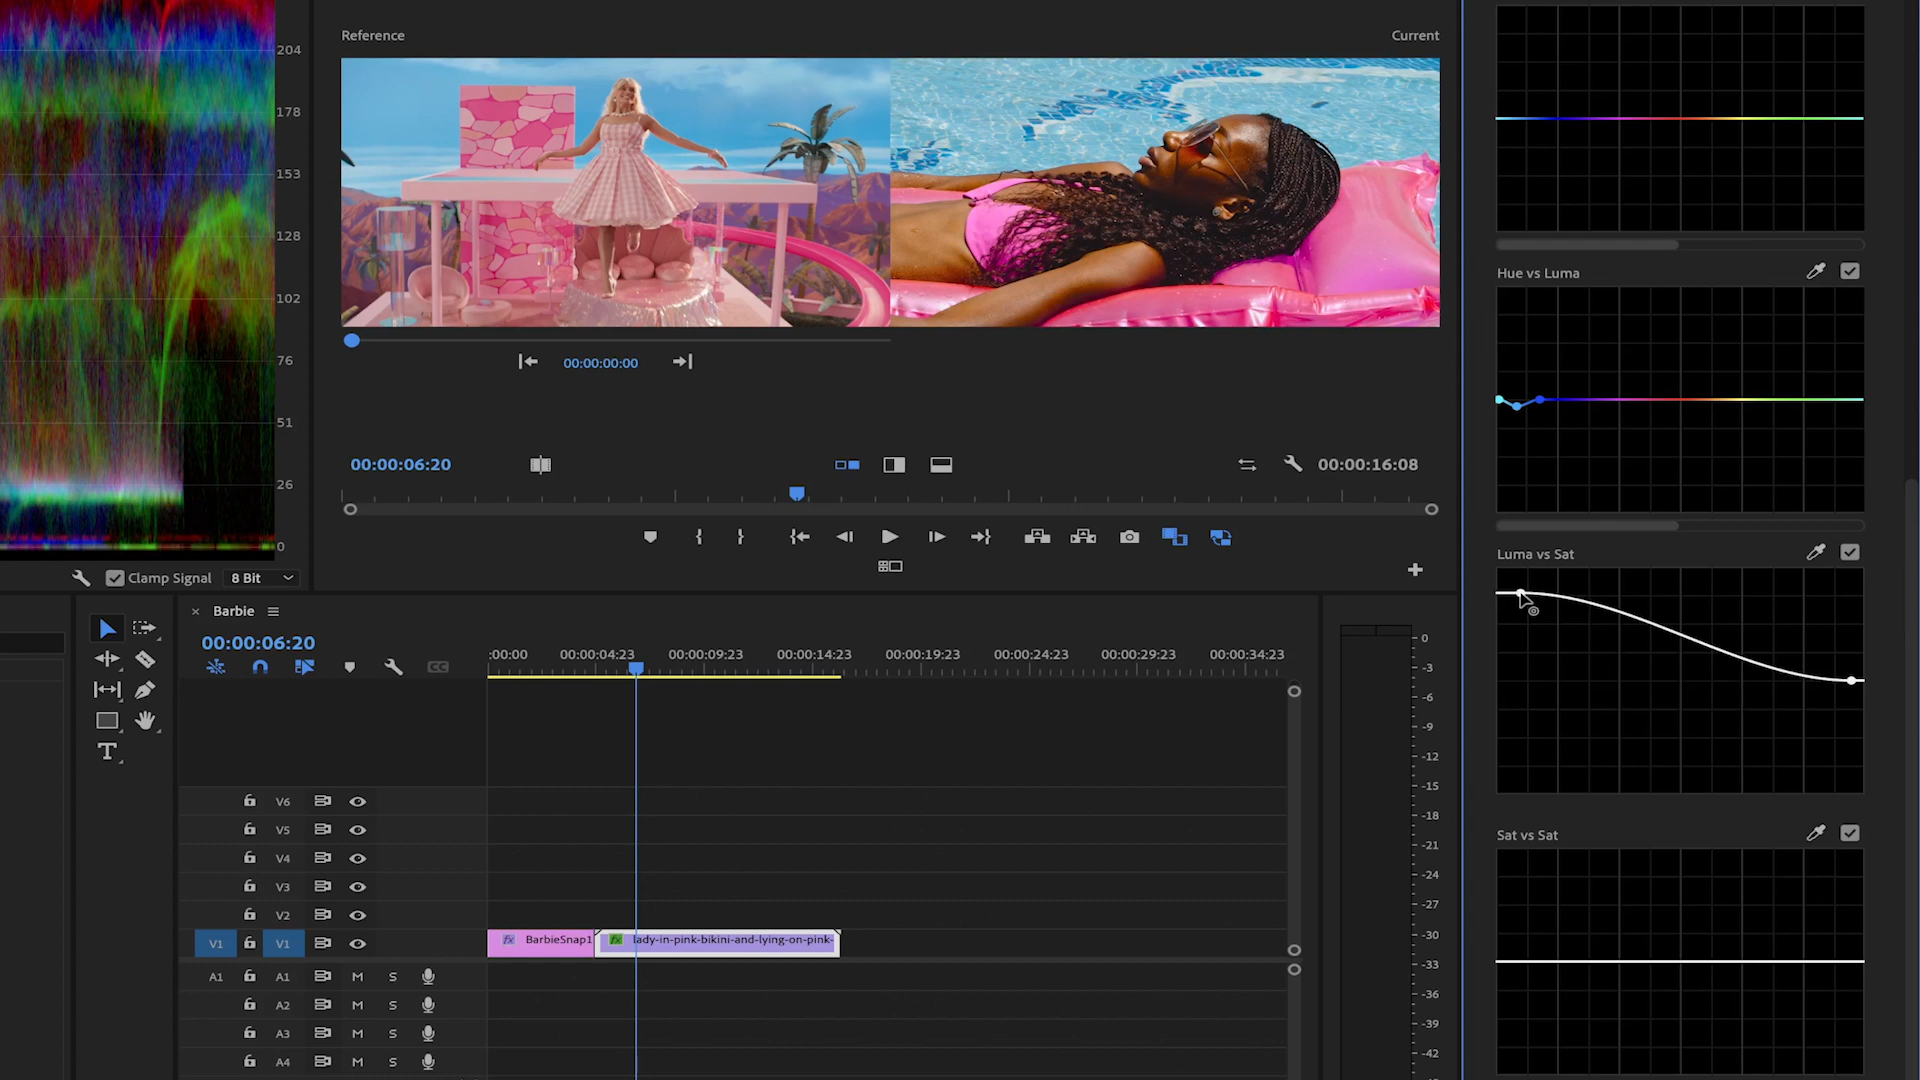 Reference
Current
204
178
153
128
102
76
51
26
0
00:00:00:00
00:00:06:20
00:00:16:08
Clamp Signal
8 Bit
Hue vs Luma
Luma vs Sat
Sat vs Sat
× Barbie
00:00:06:20
CC
:00:00
00:00:04:23
00:00:09:23
00:00:14:23
00:00:19:23
00:00:24:23
00:00:29:23
00:00:34:23
T
V6
V5
V4
V3
V2
V1 V1
fx BarbieSnap1
fx lady-in-pink-bikini-and-lying-on-pink-
A1 A1 M S
A2 M S
A3 M S
A4 M S
0
-3
-6
-9
-12
-15
-18
-21
-24
-27
-30
-33
-36
-39
-42